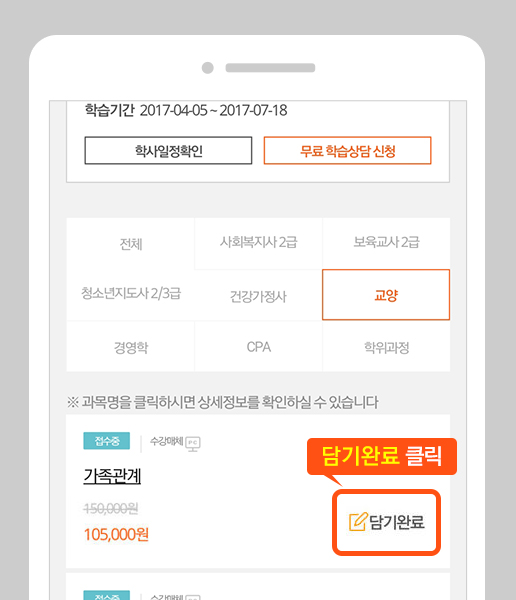 학습기간 2017-04-05 ~ 2017-07-18
학사일정확인 무료 학습상담 신청
전체 사회복지사 2급 보육교사 2급
청소년지도사 2/3급 건강가정사 교양
경영학 CPA 학위과정
※ 과목명을 클릭하시면 상세정보를 확인하실 수 있습니다
접수중 수강매체 PC
담기완료 클릭
가족관계
150,000원
105,000원
담기완료
접수중 수강매체